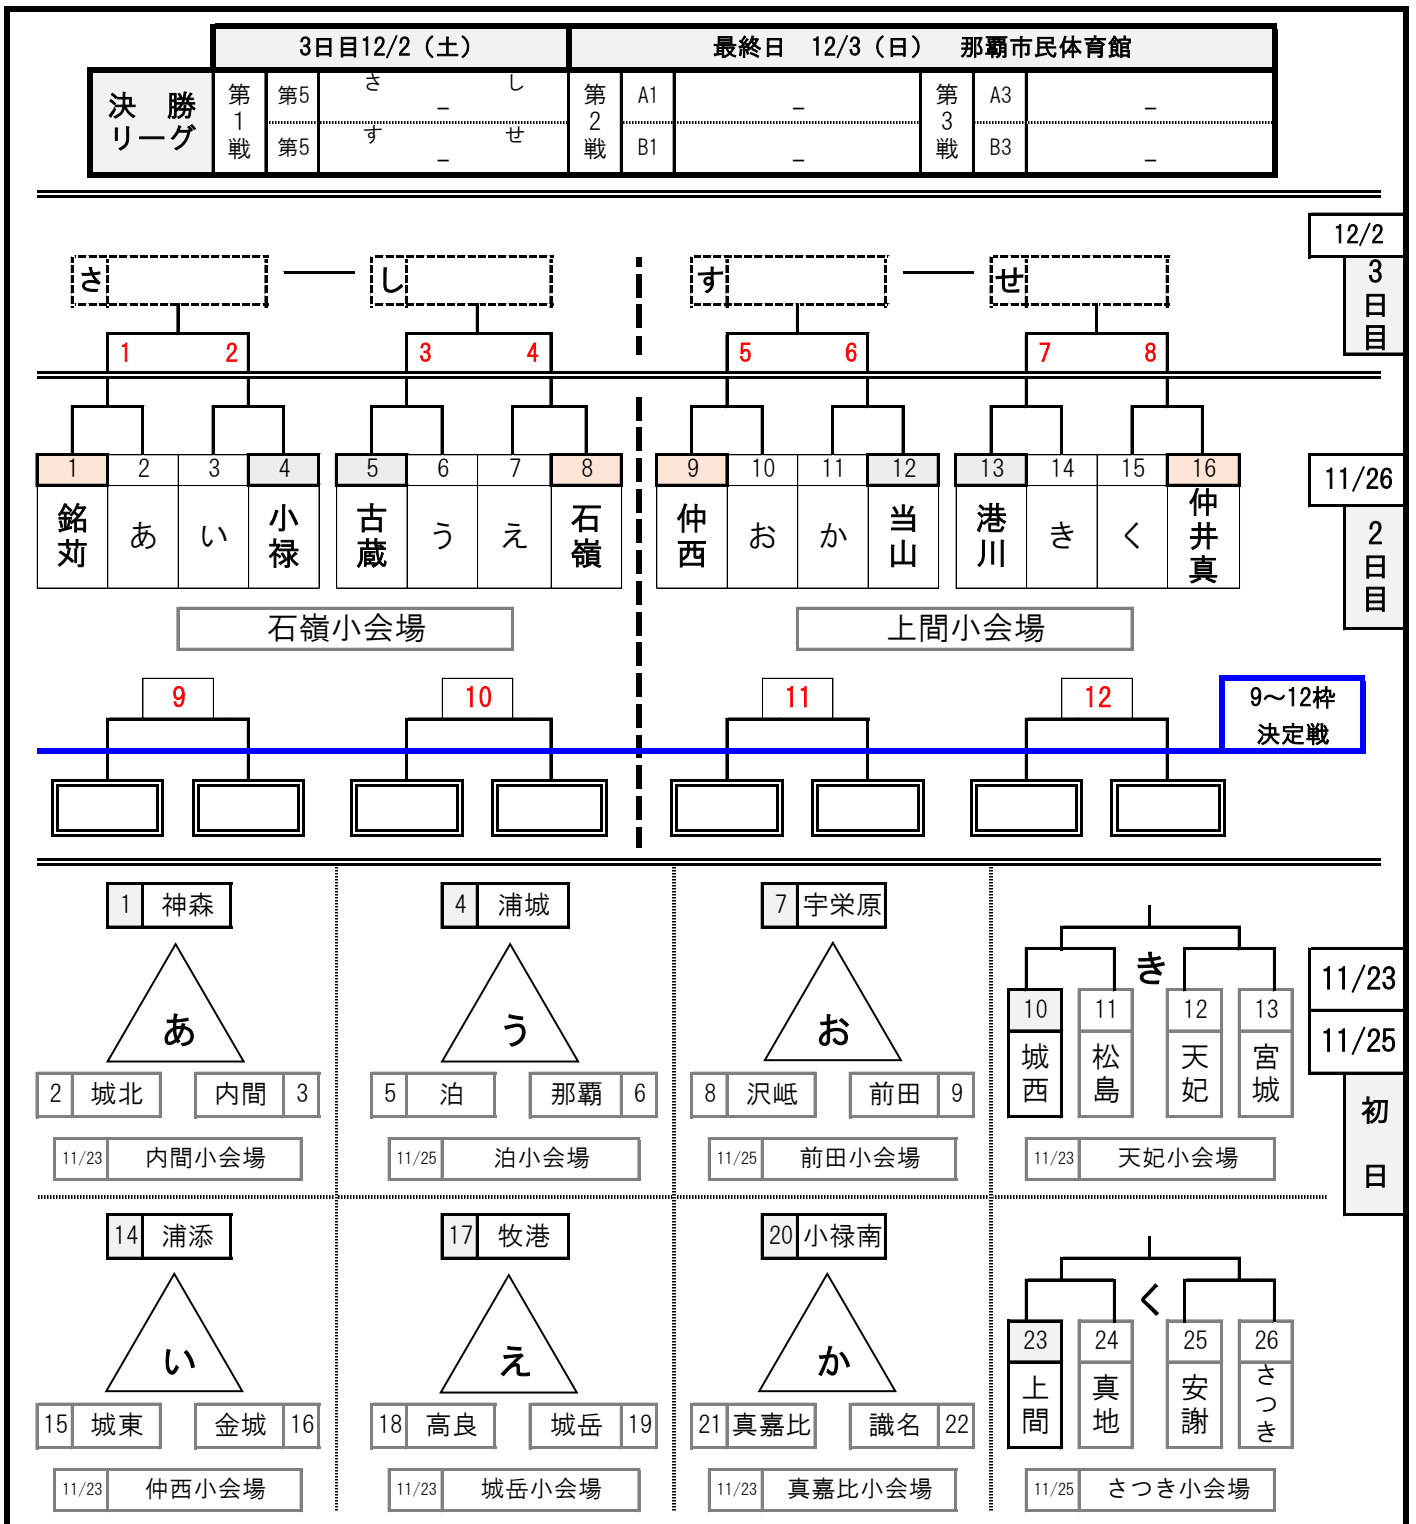 3日目12/2（土）　最終日　12/3（日）　那覇市民体育館
決　勝
リーグ
第1戦　第5　さ　_　し
第5　す　_　せ
第2戦　A1　_
B1　_
第3戦　A3　_
B3　_
12/2
3日目
さ　し　す　せ
1　2　3　4　5　6　7　8
1　2　3　4　5　6　7　8　9　10　11　12　13　14　15　16
銘苅　あ　い　小禄　古蔵　う　え　石嶺　仲西　お　か　当山　港川　き　く　仲井真
11/26
2日目
石嶺小会場　上間小会場
9　10　11　12
9～12枠
決定戦
1　神森　4　浦城　7　宇栄原
あ　う　お　き
10　11　12　13
城西　松島　天妃　宮城
11/23
11/25
初日
2　城北　内間　3　5　泊　那覇　6　8　沢岻　前田　9
11/23　内間小会場　11/25　泊小会場　11/25　前田小会場　11/23　天妃小会場
14　浦添　17　牧港　20　小禄南
い　え　か　く
23　24　25　26
上間　真地　安謝　さつき
15　城東　金城　16　18　高良　城岳　19　21　真嘉比　識名　22
11/23　仲西小会場　11/23　城岳小会場　11/23　真嘉比小会場　11/25　さつき小会場